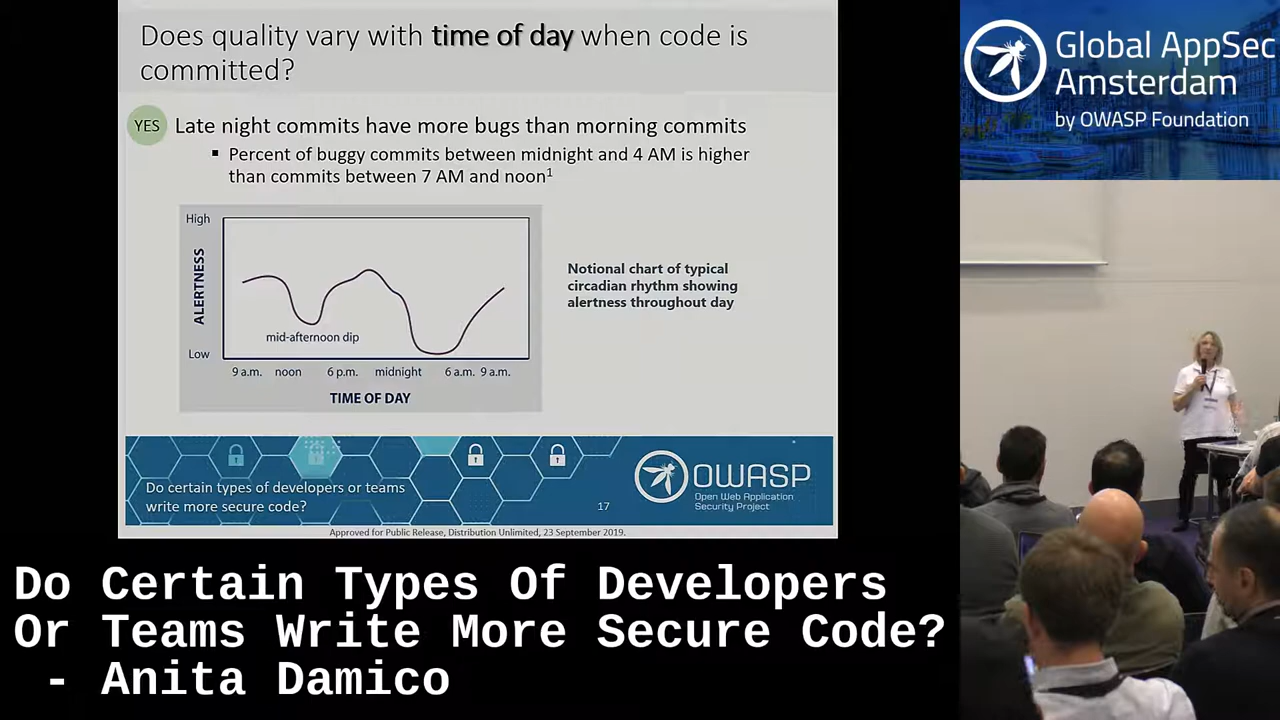 Does quality vary with time of day when code is
committed?
YES
Late night commits have more bugs than morning commits
▪ Percent of buggy commits between midnight and 4 AM is higher
than commits between 7 AM and noon¹
High
ALERTNESS
Low
mid-afternoon dip
9 a.m. noon 6 p.m. midnight 6 a.m. 9 a.m.
TIME OF DAY
Notional chart of typical
circadian rhythm showing
alertness throughout day
Do certain types of developers or teams
write more secure code?
17
OWASP
Open Web Application
Security Project
Approved for Public Release, Distribution Unlimited, 23 September 2019.
Global AppSec
Amsterdam
by OWASP Foundation
Do Certain Types Of Developers
Or Teams Write More Secure Code?
- Anita Damico